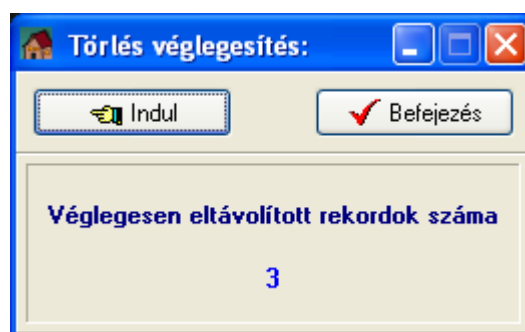 Törlés véglegesítés:
Indul Befejezés
Véglegesen eltávolított rekordok száma
3